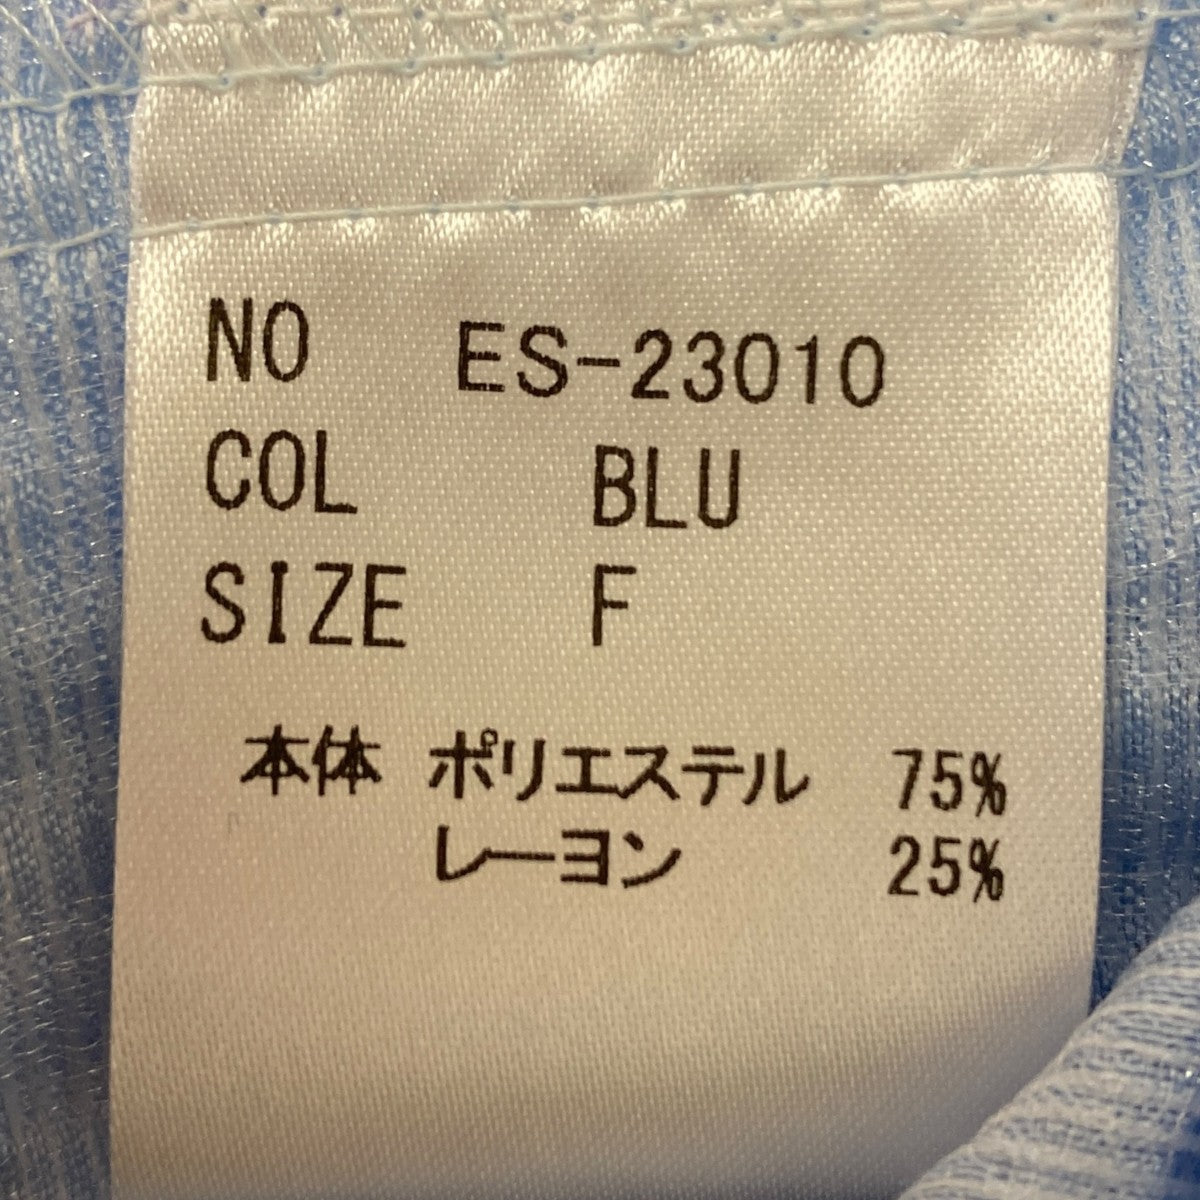 NO ES-23010
COL BLU
SIZE F
本体 ポリエステル 75%
レーヨン 25%